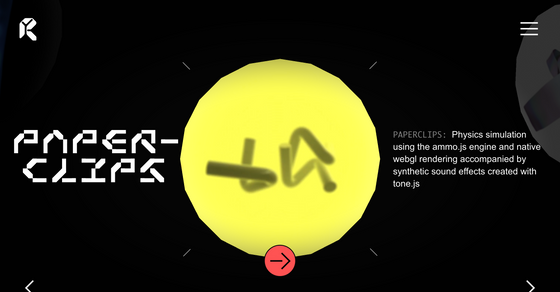 PAPER-
CLIPS
PAPERCLIPS: Physics simulation
using the ammo.js engine and native
webgl rendering accompanied by
synthetic sound effects created with
tone.js